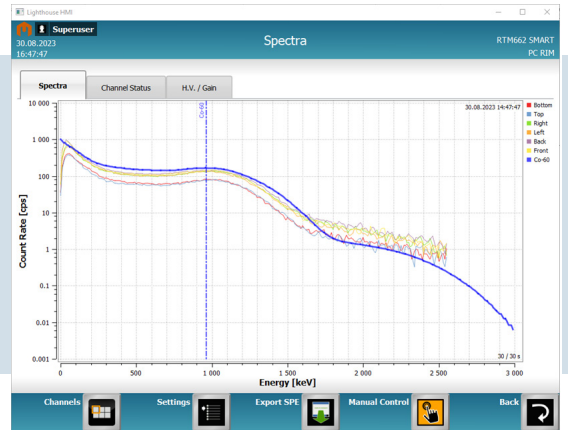 Lighthouse HMI
Superuser
30.08.2023
16:47:47
Spectra
RTM662 SMART
PC RIM
Spectra
Channel Status
H.V. / Gain
Count Rate [cps]
10 000
1 000
100
10
1
0.1
0.01
0.001
Co-60
30.08.2023 14:47:47
Bottom
Top
Right
Left
Back
Front
Co-60
30 / 30 s
0
500
1 000
1 500
2 000
2 500
3 000
Energy [keV]
Channels
Settings
Export SPE
Manual Control
Back